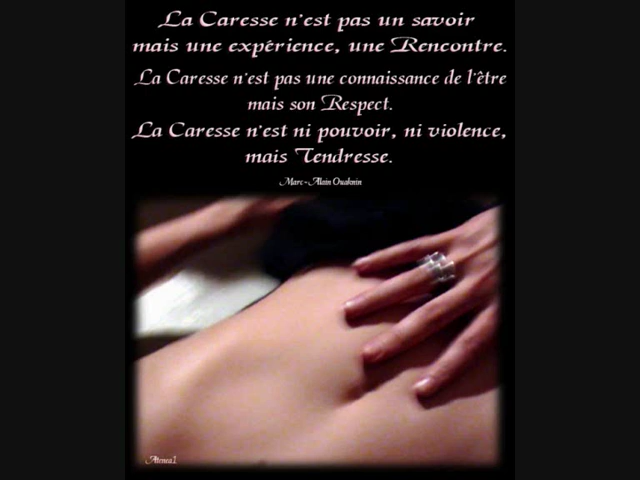 La Caresse n'est pas un savoir
mais une expérience, une Rencontre.
La Caresse n'est pas une connaissance de l'être
mais son Respect.
La Caresse n'est ni pouvoir, ni violence,
mais Tendresse.
Marc-Alain Ouaknin
Atenea1